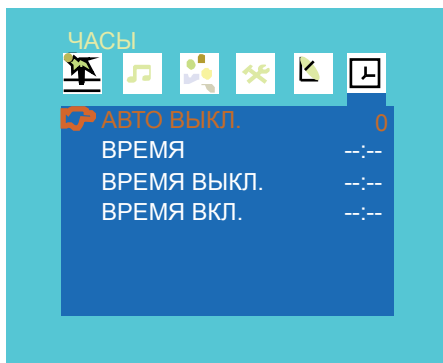 ЧАСЫ
АВТО ВЫКЛ. 0
ВРЕМЯ --:--
ВРЕМЯ ВЫКЛ. --:--
ВРЕМЯ ВКЛ. --:--